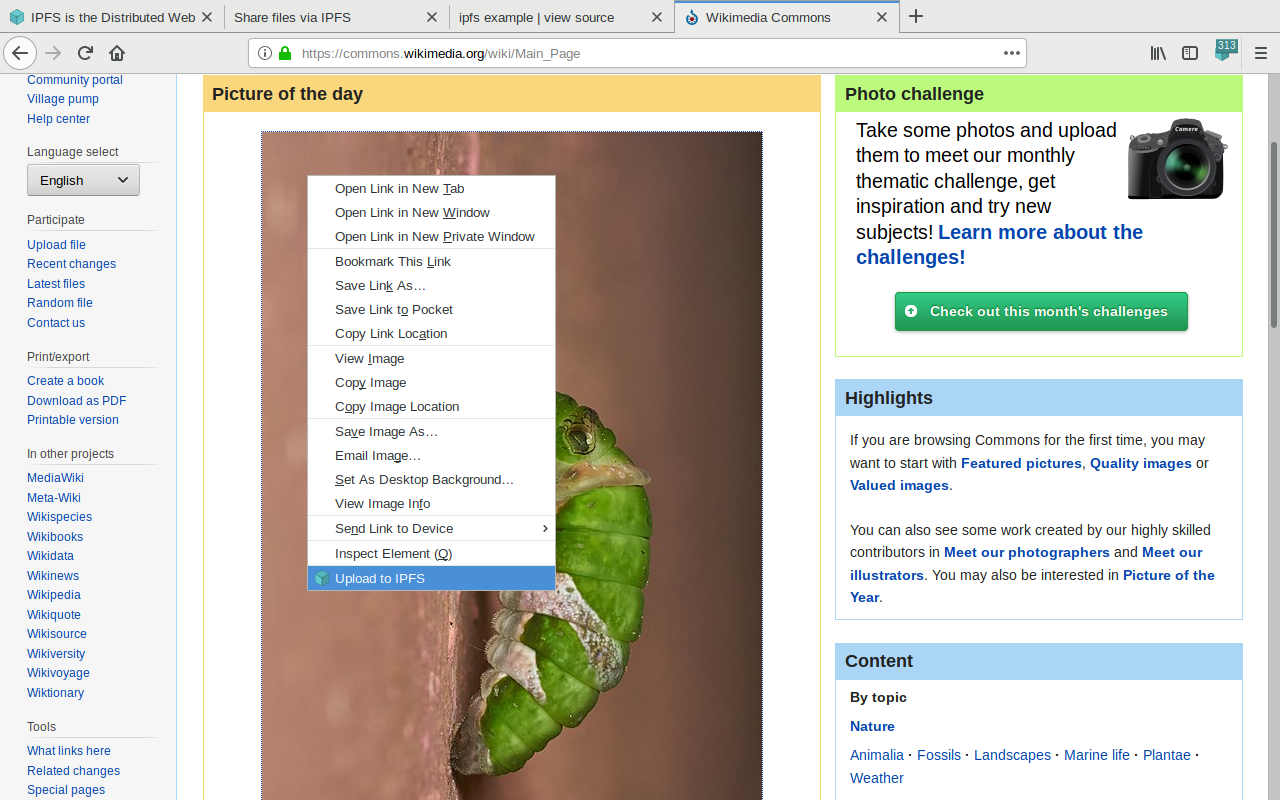 IPFS is the Distributed Web
Share files via IPFS
ipfs example | view source
Wikimedia Commons
https://commons.wikimedia.org/wiki/Main_Page
313
Community portal
Village pump
Help center
Language select
English
Participate
Upload file
Recent changes
Latest files
Random file
Contact us
Print/export
Create a book
Download as PDF
Printable version
In other projects
MediaWiki
Meta-Wiki
Wikispecies
Wikibooks
Wikidata
Wikinews
Wikipedia
Wikiquote
Wikisource
Wikiversity
Wikivoyage
Wiktionary
Tools
What links here
Related changes
Special pages
Picture of the day
Open Link in New Tab
Open Link in New Window
Open Link in New Private Window
Bookmark This Link
Save Link As…
Save Link to Pocket
Copy Link Location
View Image
Copy Image
Copy Image Location
Save Image As…
Email Image…
Set As Desktop Background…
View Image Info
Send Link to Device
Inspect Element (Q)
Upload to IPFS
Photo challenge
Take some photos and upload
them to meet our monthly
thematic challenge, get
inspiration and try new
subjects! Learn more about the
challenges!
Camera
Check out this month's challenges
Highlights
If you are browsing Commons for the first time, you may
want to start with Featured pictures, Quality images or
Valued images.
You can also see some work created by our highly skilled
contributors in Meet our photographers and Meet our
illustrators. You may also be interested in Picture of the
Year.
Content
By topic
Nature
Animalia · Fossils · Landscapes · Marine life · Plantae ·
Weather